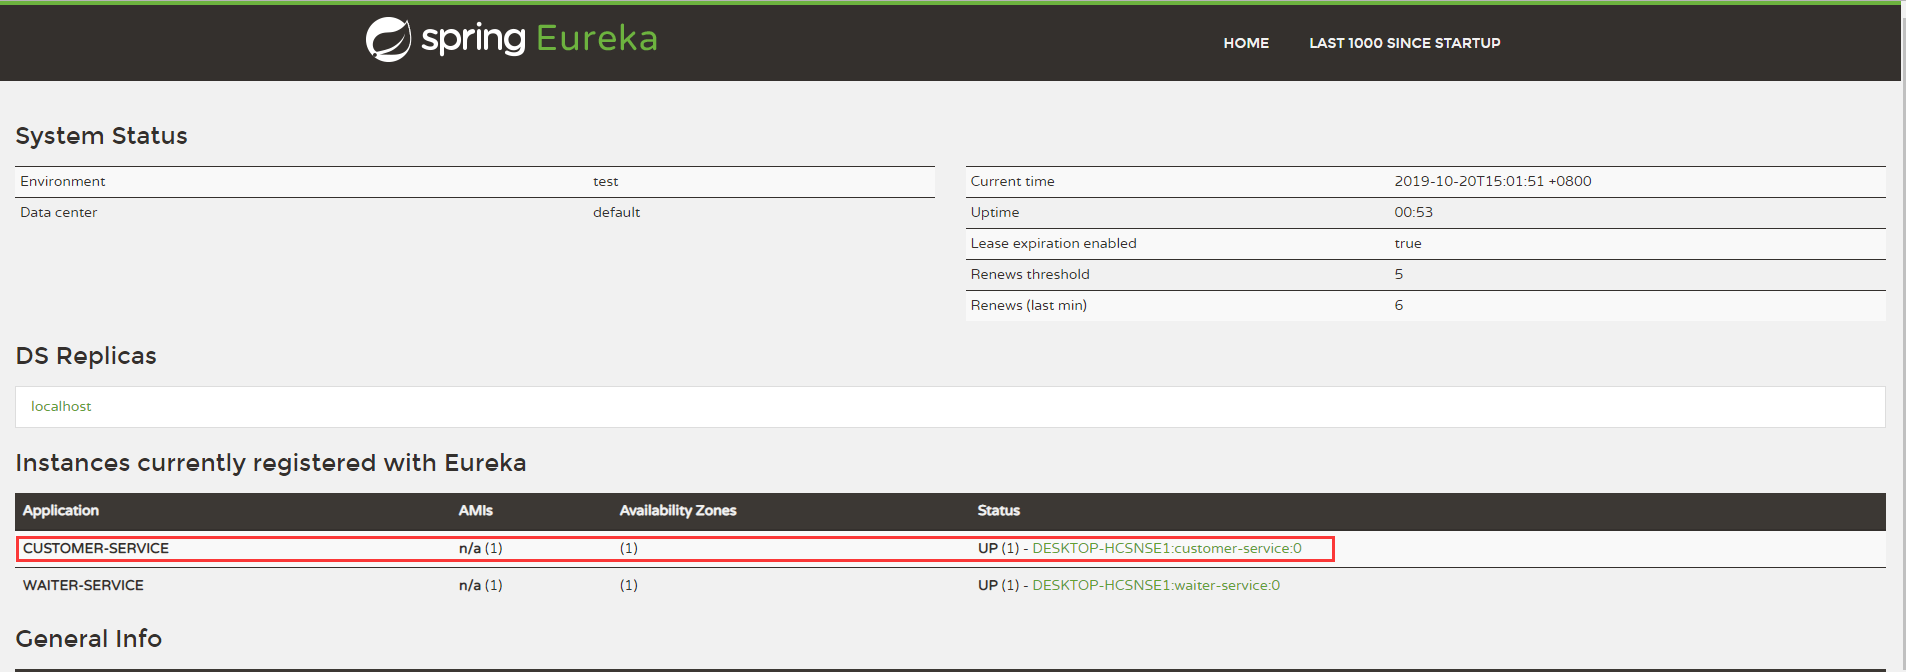 spring Eureka
HOME LAST 1000 SINCE STARTUP
System Status
Environment test
Data center default
Current time 2019-10-20T15:01:51 +0800
Uptime 00:53
Lease expiration enabled true
Renews threshold 5
Renews (last min) 6
DS Replicas
localhost
Instances currently registered with Eureka
Application AMIs Availability Zones Status
CUSTOMER-SERVICE n/a (1) (1) UP (1) - DESKTOP-HCSNSE1:customer-service:0
WAITER-SERVICE n/a (1) (1) UP (1) - DESKTOP-HCSNSE1:waiter-service:0
General Info